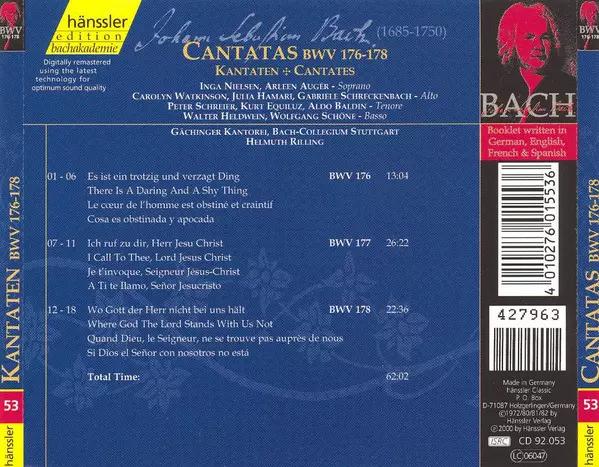 BWV
176-178
hänssler
edition
bachakademie
Digitally remastered
using the latest
technology for
optimum sound quality
Johann Sebastian Bach (1685-1750)
CANTATAS BWV 176-178
KANTATEN ✢ CANTATES
INGA NIELSEN, ARLEEN AUGÉR - Soprano
CAROLYN WATKINSON, JULIA HAMARI, GABRIELE SCHRECKENBACH - Alto
PETER SCHREIER, KURT EQUILUZ, ALDO BALDIN - Tenore
WALTER HELDWEIN, WOLFGANG SCHÖNE - Basso
GÄCHINGER KANTOREI, BACH-COLLEGIUM STUTTGART
HELMUTH RILLING
01 - 06 Es ist ein trotzig und verzagt Ding BWV 176 13:04
There Is A Daring And A Shy Thing
Le cœur de l'homme est obstiné et craintif
Cosa es obstinada y apocada
07 - 11 Ich ruf zu dir, Herr Jesu Christ BWV 177 26:22
I Call To Thee, Lord Jesus Christ
Je t'invoque, Seigneur Jésus-Christ
A Ti te llamo, Señor Jesucristo
12 - 18 Wo Gott der Herr nicht bei uns hält BWV 178 22:36
Where God The Lord Stands With Us Not
Quand Dieu, le Seigneur, ne se trouve pas auprès de nous
Si Dios el Señor con nosotros no está
Total Time: 62:02
BACH
Booklet written in
German, English,
French & Spanish
4 010276 015536
427963
Made in Germany
hänssler Classic
P. O. Box
D-71087 Holzgerlingen/Germany
℗1972/80/81/82 by
Hänssler Verlag
©2000 by Hänssler Verlag
ISRC CD 92.053
LC 06047
KANTATEN BWV 176-178
53
hänssler
BWV
176-178
CANTATAS BWV 176-178
53
hänssler